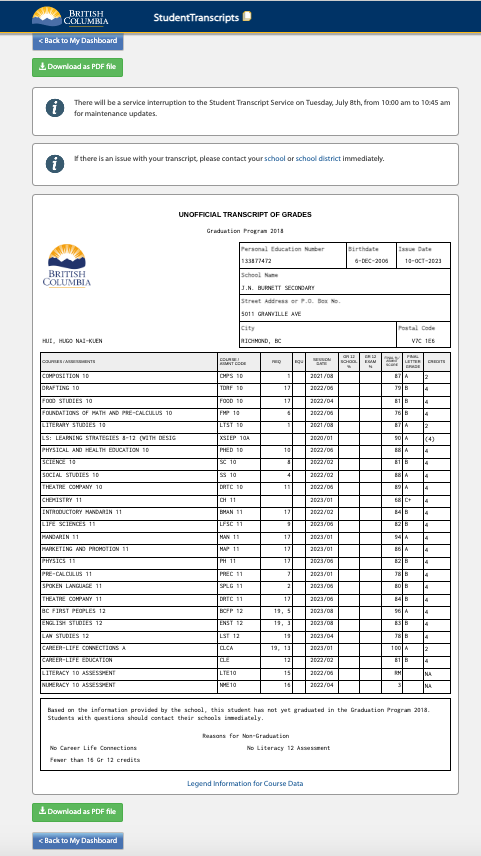 BRITISH
COLUMBIA
StudentTranscripts
< Back to My Dashboard
Download as PDF file
There will be a service interruption to the Student Transcript Service on Tuesday, July 8th, from 10:00 am to 10:45 am
for maintenance updates.
If there is an issue with your transcript, please contact your school or school district immediately.
UNOFFICIAL TRANSCRIPT OF GRADES
Graduation Program 2018
BRITISH
COLUMBIA
Personal Education Number Birthdate Issue Date
133877472 6-DEC-2006 10-OCT-2023
School Name
J.N. BURNETT SECONDARY
Street Address or P.O. Box No.
5011 GRANVILLE AVE
City Postal Code
HUI, HUGO NAI-KUEN RICHMOND, BC V7C 1E6
COURSES / ASSESSMENTS COURSE / ASMNT CODE REQ EQU SESSION DATE GR 12 SCHOOL % GR 12 EXAM % FINAL LETTER GRADE CREDITS
COMPOSITION 10 CMPS 10 1 2021/08 87 A 2
DRAFTING 10 TDRF 10 17 2022/06 79 B 4
FOOD STUDIES 10 FOOD 10 17 2022/04 81 B 4
FOUNDATIONS OF MATH AND PRE-CALCULUS 10 FMP 10 6 2022/06 76 B 4
LITERARY STUDIES 10 LTST 10 1 2021/08 87 A 2
LS: LEARNING STRATEGIES 8-12 (WITH DESIG XSIEP 10A 2020/01 90 A (4)
PHYSICAL AND HEALTH EDUCATION 10 PHED 10 10 2022/06 88 A 4
SCIENCE 10 SC 10 8 2022/02 81 B 4
SOCIAL STUDIES 10 SS 10 4 2022/02 88 A 4
THEATRE COMPANY 10 DRTC 10 11 2022/06 89 A 4
CHEMISTRY 11 CH 11 2023/01 68 C+ 4
INTRODUCTORY MANDARIN 11 BMAN 11 17 2022/02 84 B 4
LIFE SCIENCES 11 LFSC 11 9 2023/06 82 B 4
MANDARIN 11 MAN 11 17 2023/01 94 A 4
MARKETING AND PROMOTION 11 MAP 11 17 2023/01 86 A 4
PHYSICS 11 PH 11 17 2023/06 82 B 4
PRE-CALCULUS 11 PREC 11 7 2023/01 78 B 4
SPOKEN LANGUAGE 11 SPLG 11 2 2023/06 80 B 4
THEATRE COMPANY 11 DRTC 11 17 2023/06 84 B 4
BC FIRST PEOPLES 12 BCFP 12 19, 5 2023/08 96 A 4
ENGLISH STUDIES 12 ENST 12 19, 3 2023/08 83 B 4
LAW STUDIES 12 LST 12 19 2023/04 78 B 4
CAREER-LIFE CONNECTIONS A CLCA 19, 13 2023/01 100 A 2
CAREER-LIFE EDUCATION CLE 12 2022/02 81 B 4
LITERACY 10 ASSESSMENT LTE10 15 2022/06 RM NA
NUMERACY 10 ASSESSMENT NME10 16 2022/04 3 NA
Based on the information provided by the school, this student has not yet graduated in the Graduation Program 2018.
Students with questions should contact their schools immediately.
Reasons for Non-Graduation
No Career Life Connections No Literacy 12 Assessment
Fewer than 16 Gr 12 credits
Legend Information for Course Data
Download as PDF file
< Back to My Dashboard